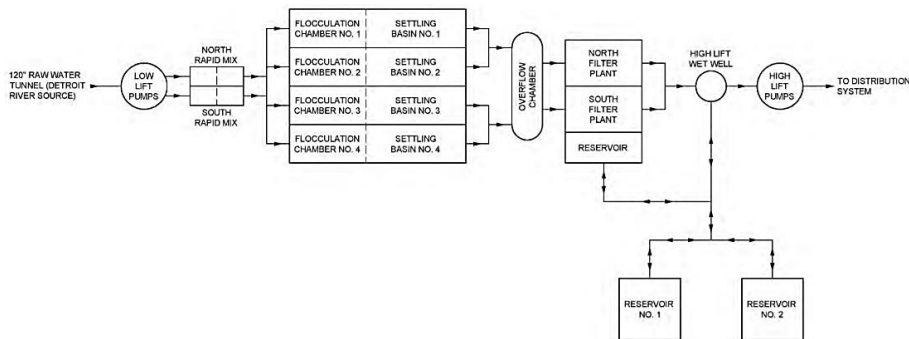 120" RAW WATER
TUNNEL (DETROIT
RIVER SOURCE)
LOW
LIFT
PUMPS
NORTH
RAPID MIX
SOUTH
RAPID MIX
FLOCCULATION
CHAMBER NO. 1
SETTLING
BASIN NO. 1
FLOCCULATION
CHAMBER NO. 2
SETTLING
BASIN NO. 2
FLOCCULATION
CHAMBER NO. 3
SETTLING
BASIN NO. 3
FLOCCULATION
CHAMBER NO. 4
SETTLING
BASIN NO. 4
OVERFLOW
CHAMBER
NORTH
FILTER
PLANT
SOUTH
FILTER
PLANT
RESERVOIR
HIGH LIFT
WET WELL
HIGH
LIFT
PUMPS
TO DISTRIBUTION
SYSTEM
RESERVOIR
NO. 1
RESERVOIR
NO. 2